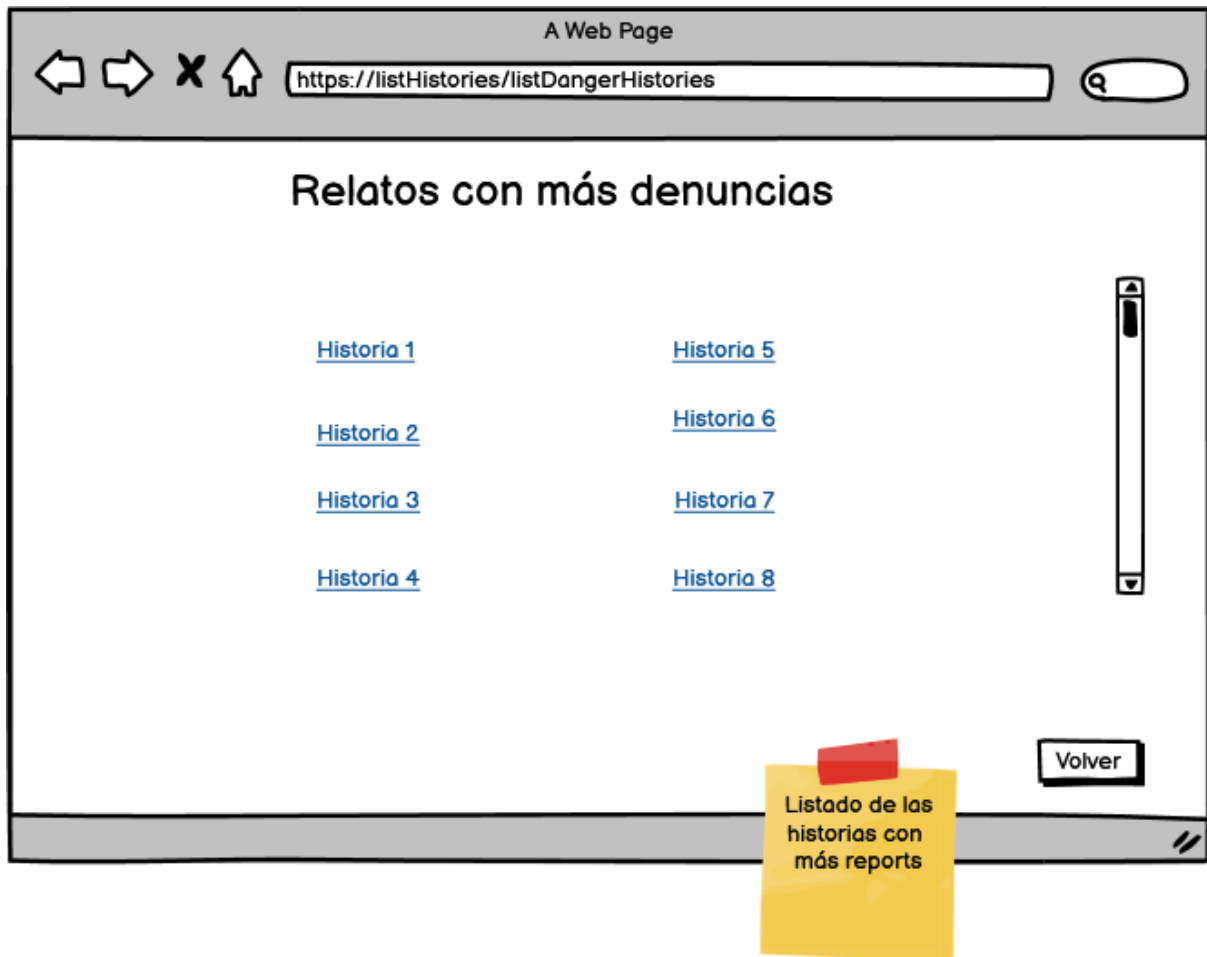 A Web Page
https://listHistories/listDangerHistories
Relatos con más denuncias
Historia 1
Historia 2
Historia 3
Historia 4
Historia 5
Historia 6
Historia 7
Historia 8
Volver
Listado de las
historias con
más reports